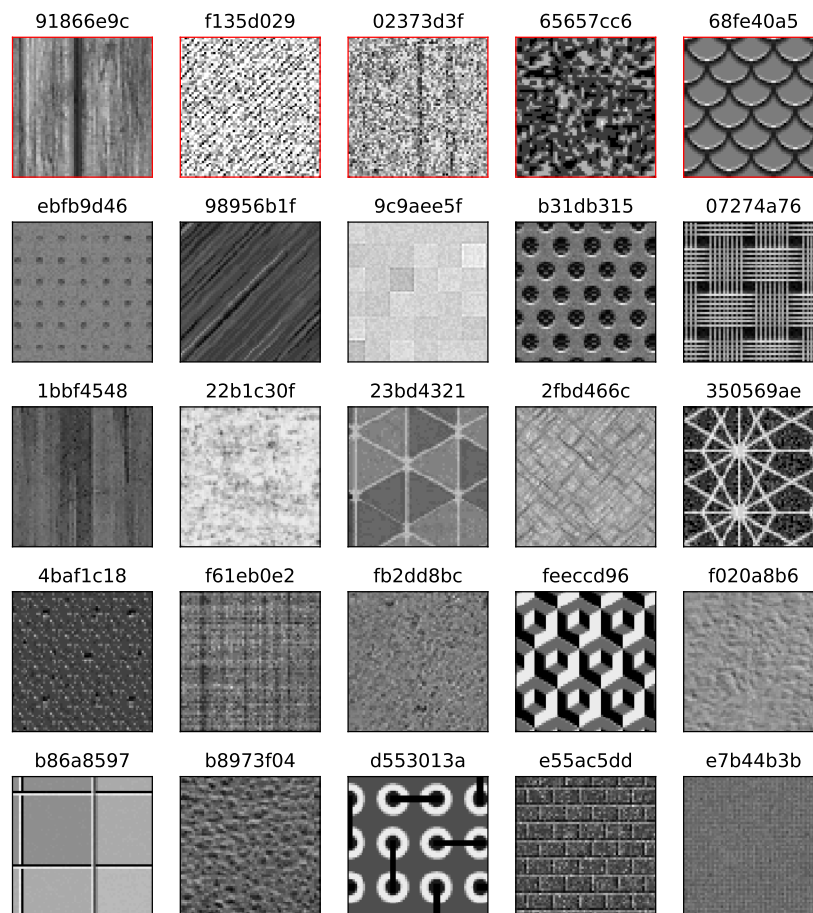 91866e9c f135d029 02373d3f 65657cc6 68fe40a5
ebfb9d46 98956b1f 9c9aee5f b31db315 07274a76
1bbf4548 22b1c30f 23bd4321 2fbd466c 350569ae
4baf1c18 f61eb0e2 fb2dd8bc feeccd96 f020a8b6
b86a8597 b8973f04 d553013a e55ac5dd e7b44b3b